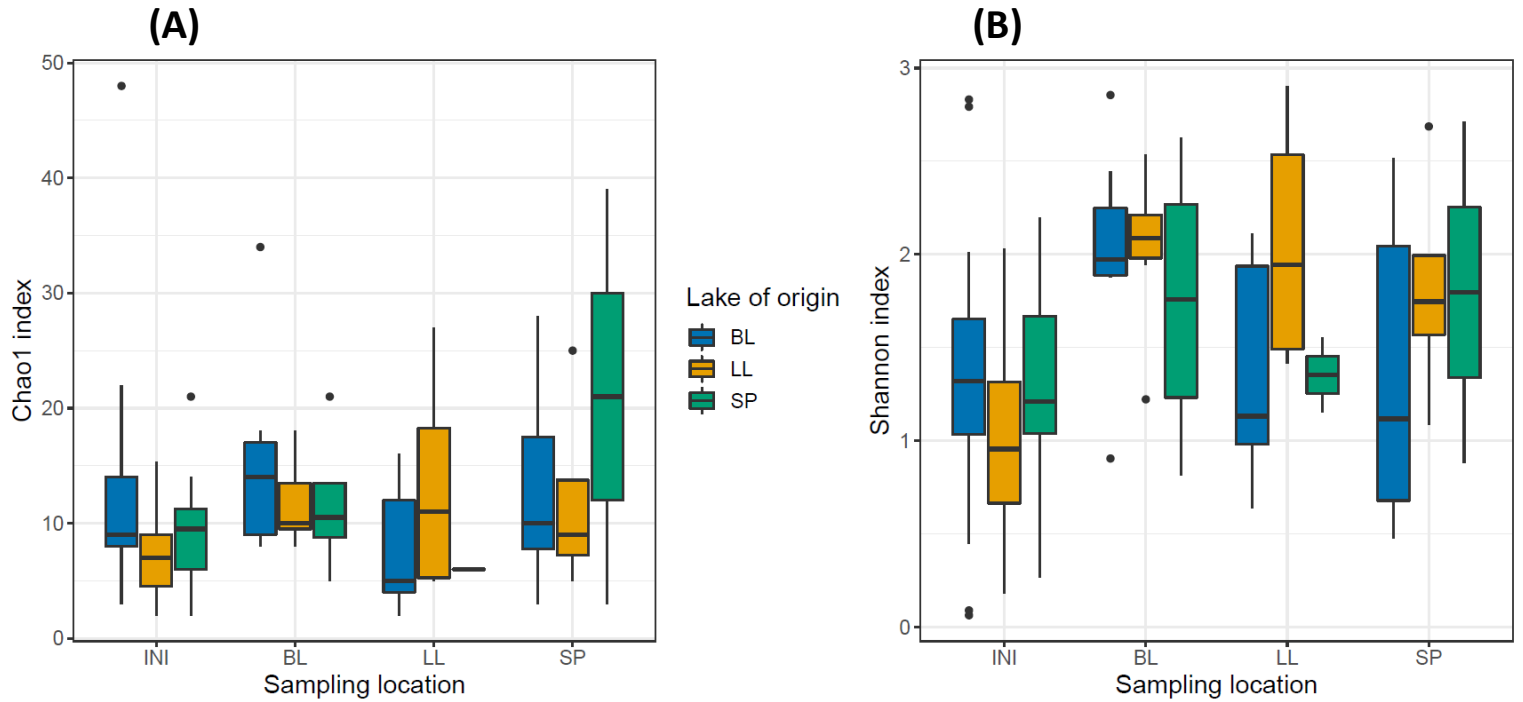 (A)
50
40
30
20
10
0
Chao1 index
INI BL LL SP
Sampling location
Lake of origin
BL
LL
SP
(B)
3
2
1
0
Shannon index
INI BL LL SP
Sampling location